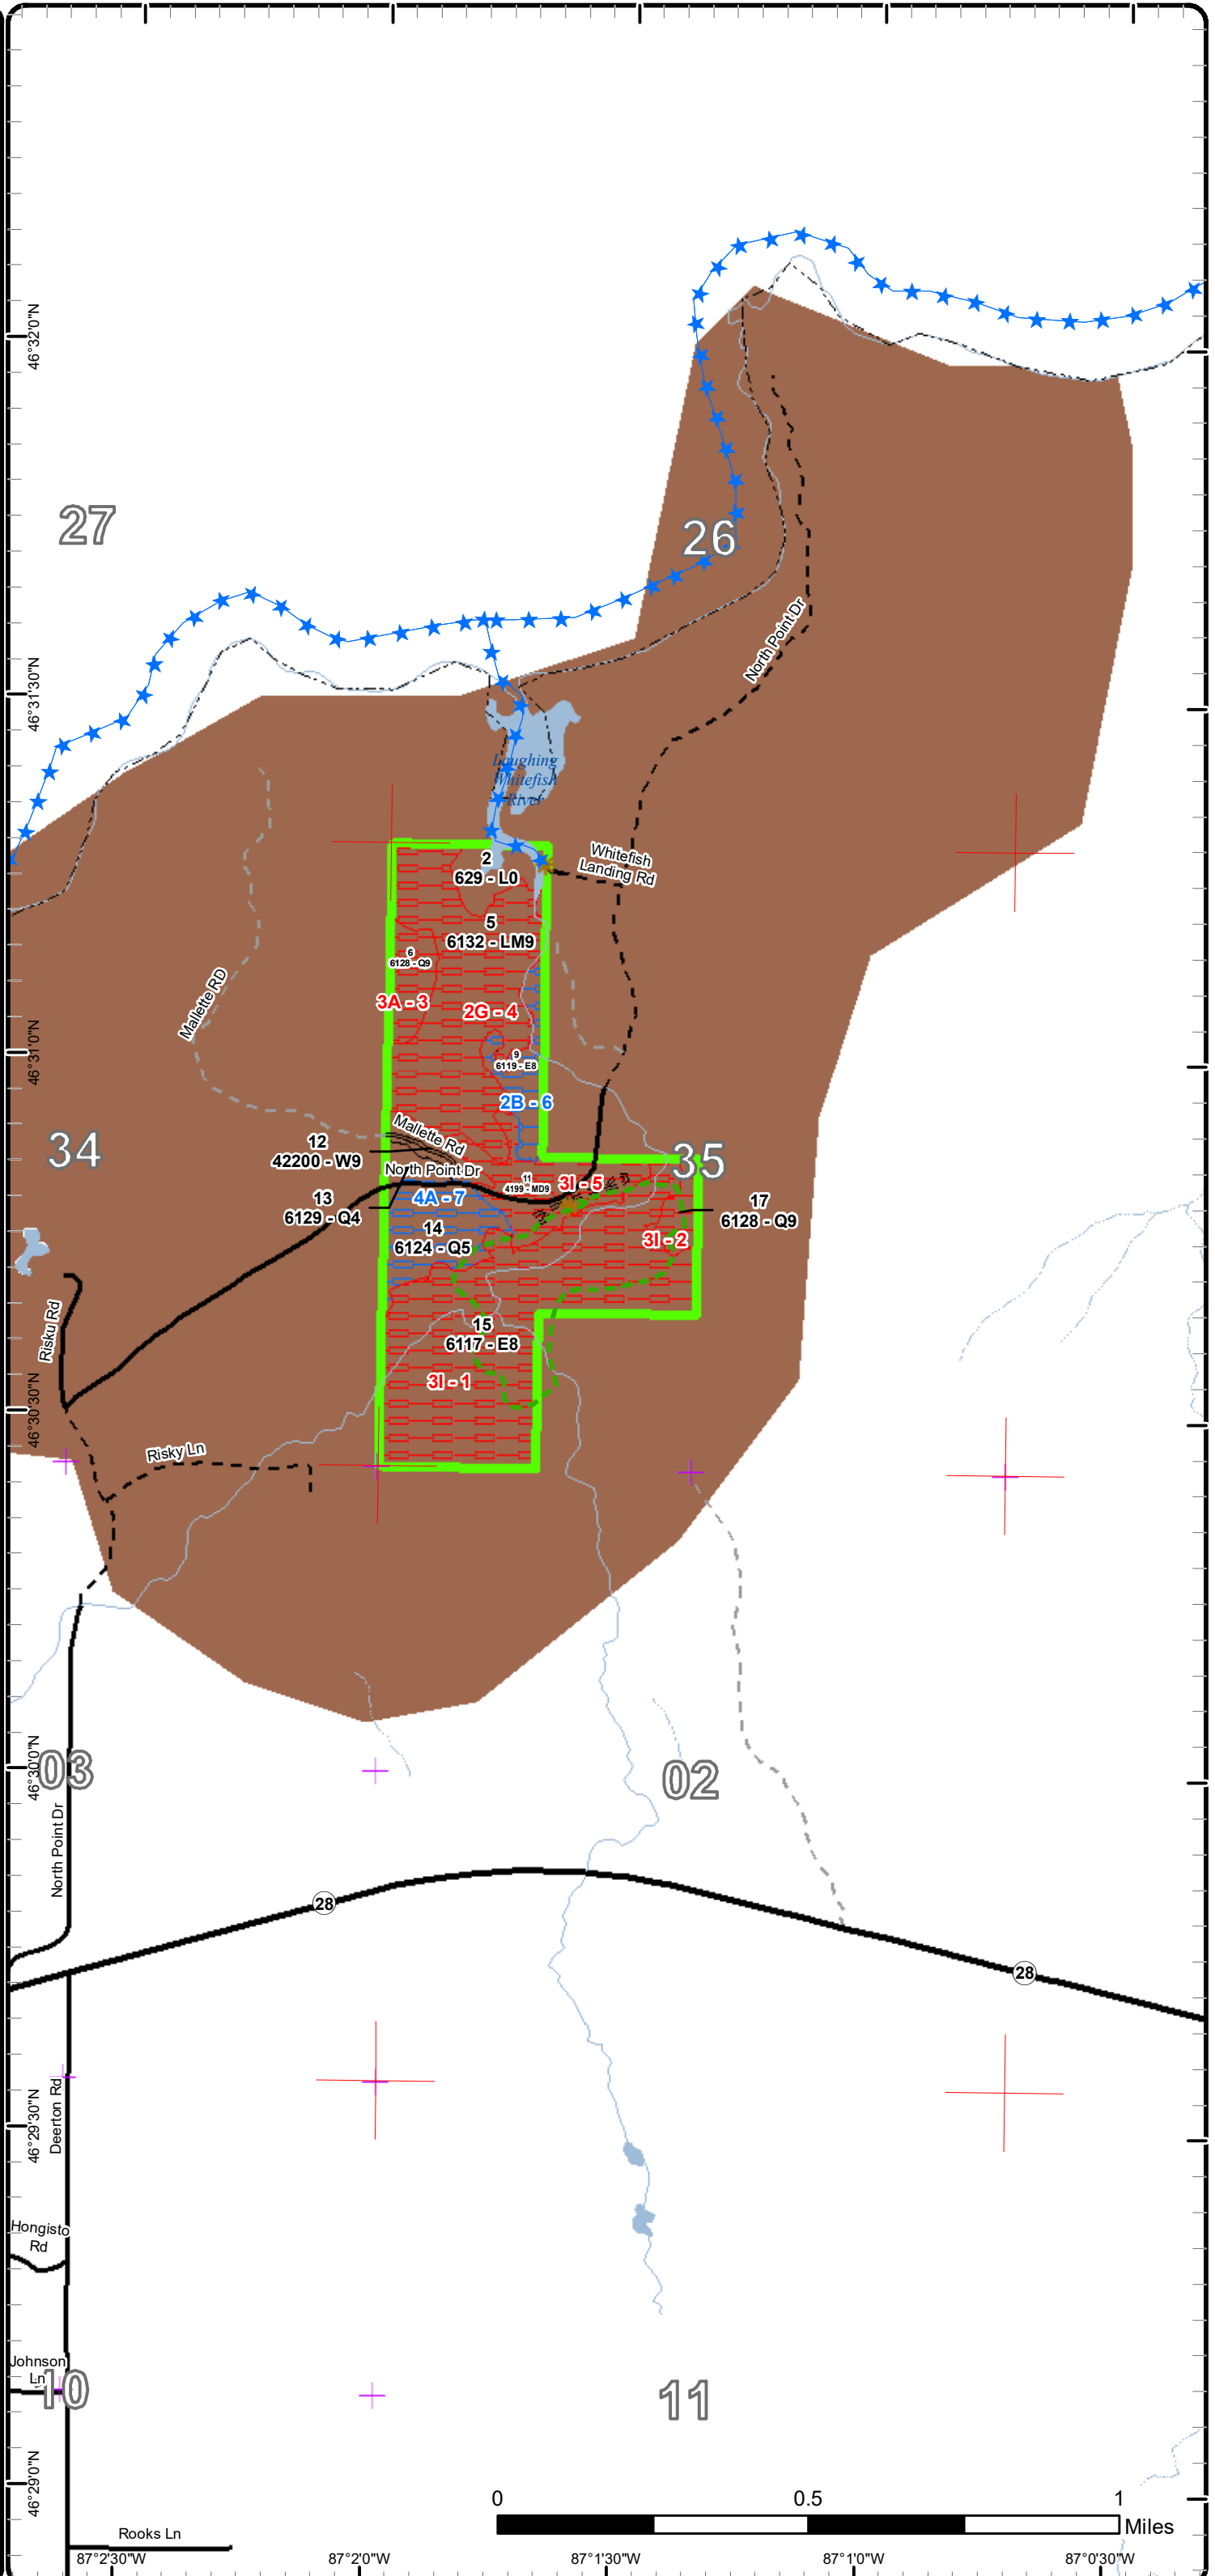 46°32'0"N
27
26
46°31'30"N
North Point Dr
Laughing
Whitefish
River
Whitefish
Landing Rd
2
629 - L0
5
6132 - LM9
6
6128 - Q9
3A - 3
2G - 4
Mallette RD
46°31'0"N
9
6119 - E8
2B - 6
34
12
42200 - W9
Mallette Rd
North Point Dr
35
11
4199 - MD9
3I - 5
13
6129 - Q4
4A - 7
17
6128 - Q9
14
6124 - Q5
3I - 2
Risku Rd
15
6117 - E8
3I - 1
46°30'30"N
Risky Ln
46°30'0"N
03
02
North Point Dr
28
28
Deerton Rd
46°29'30"N
Hongisto
Rd
Johnson
Ln
10
11
46°29'0"N
0
0.5
1
Miles
Rooks Ln
87°2'30"W
87°2'0"W
87°1'30"W
87°1'0"W
87°0'30"W